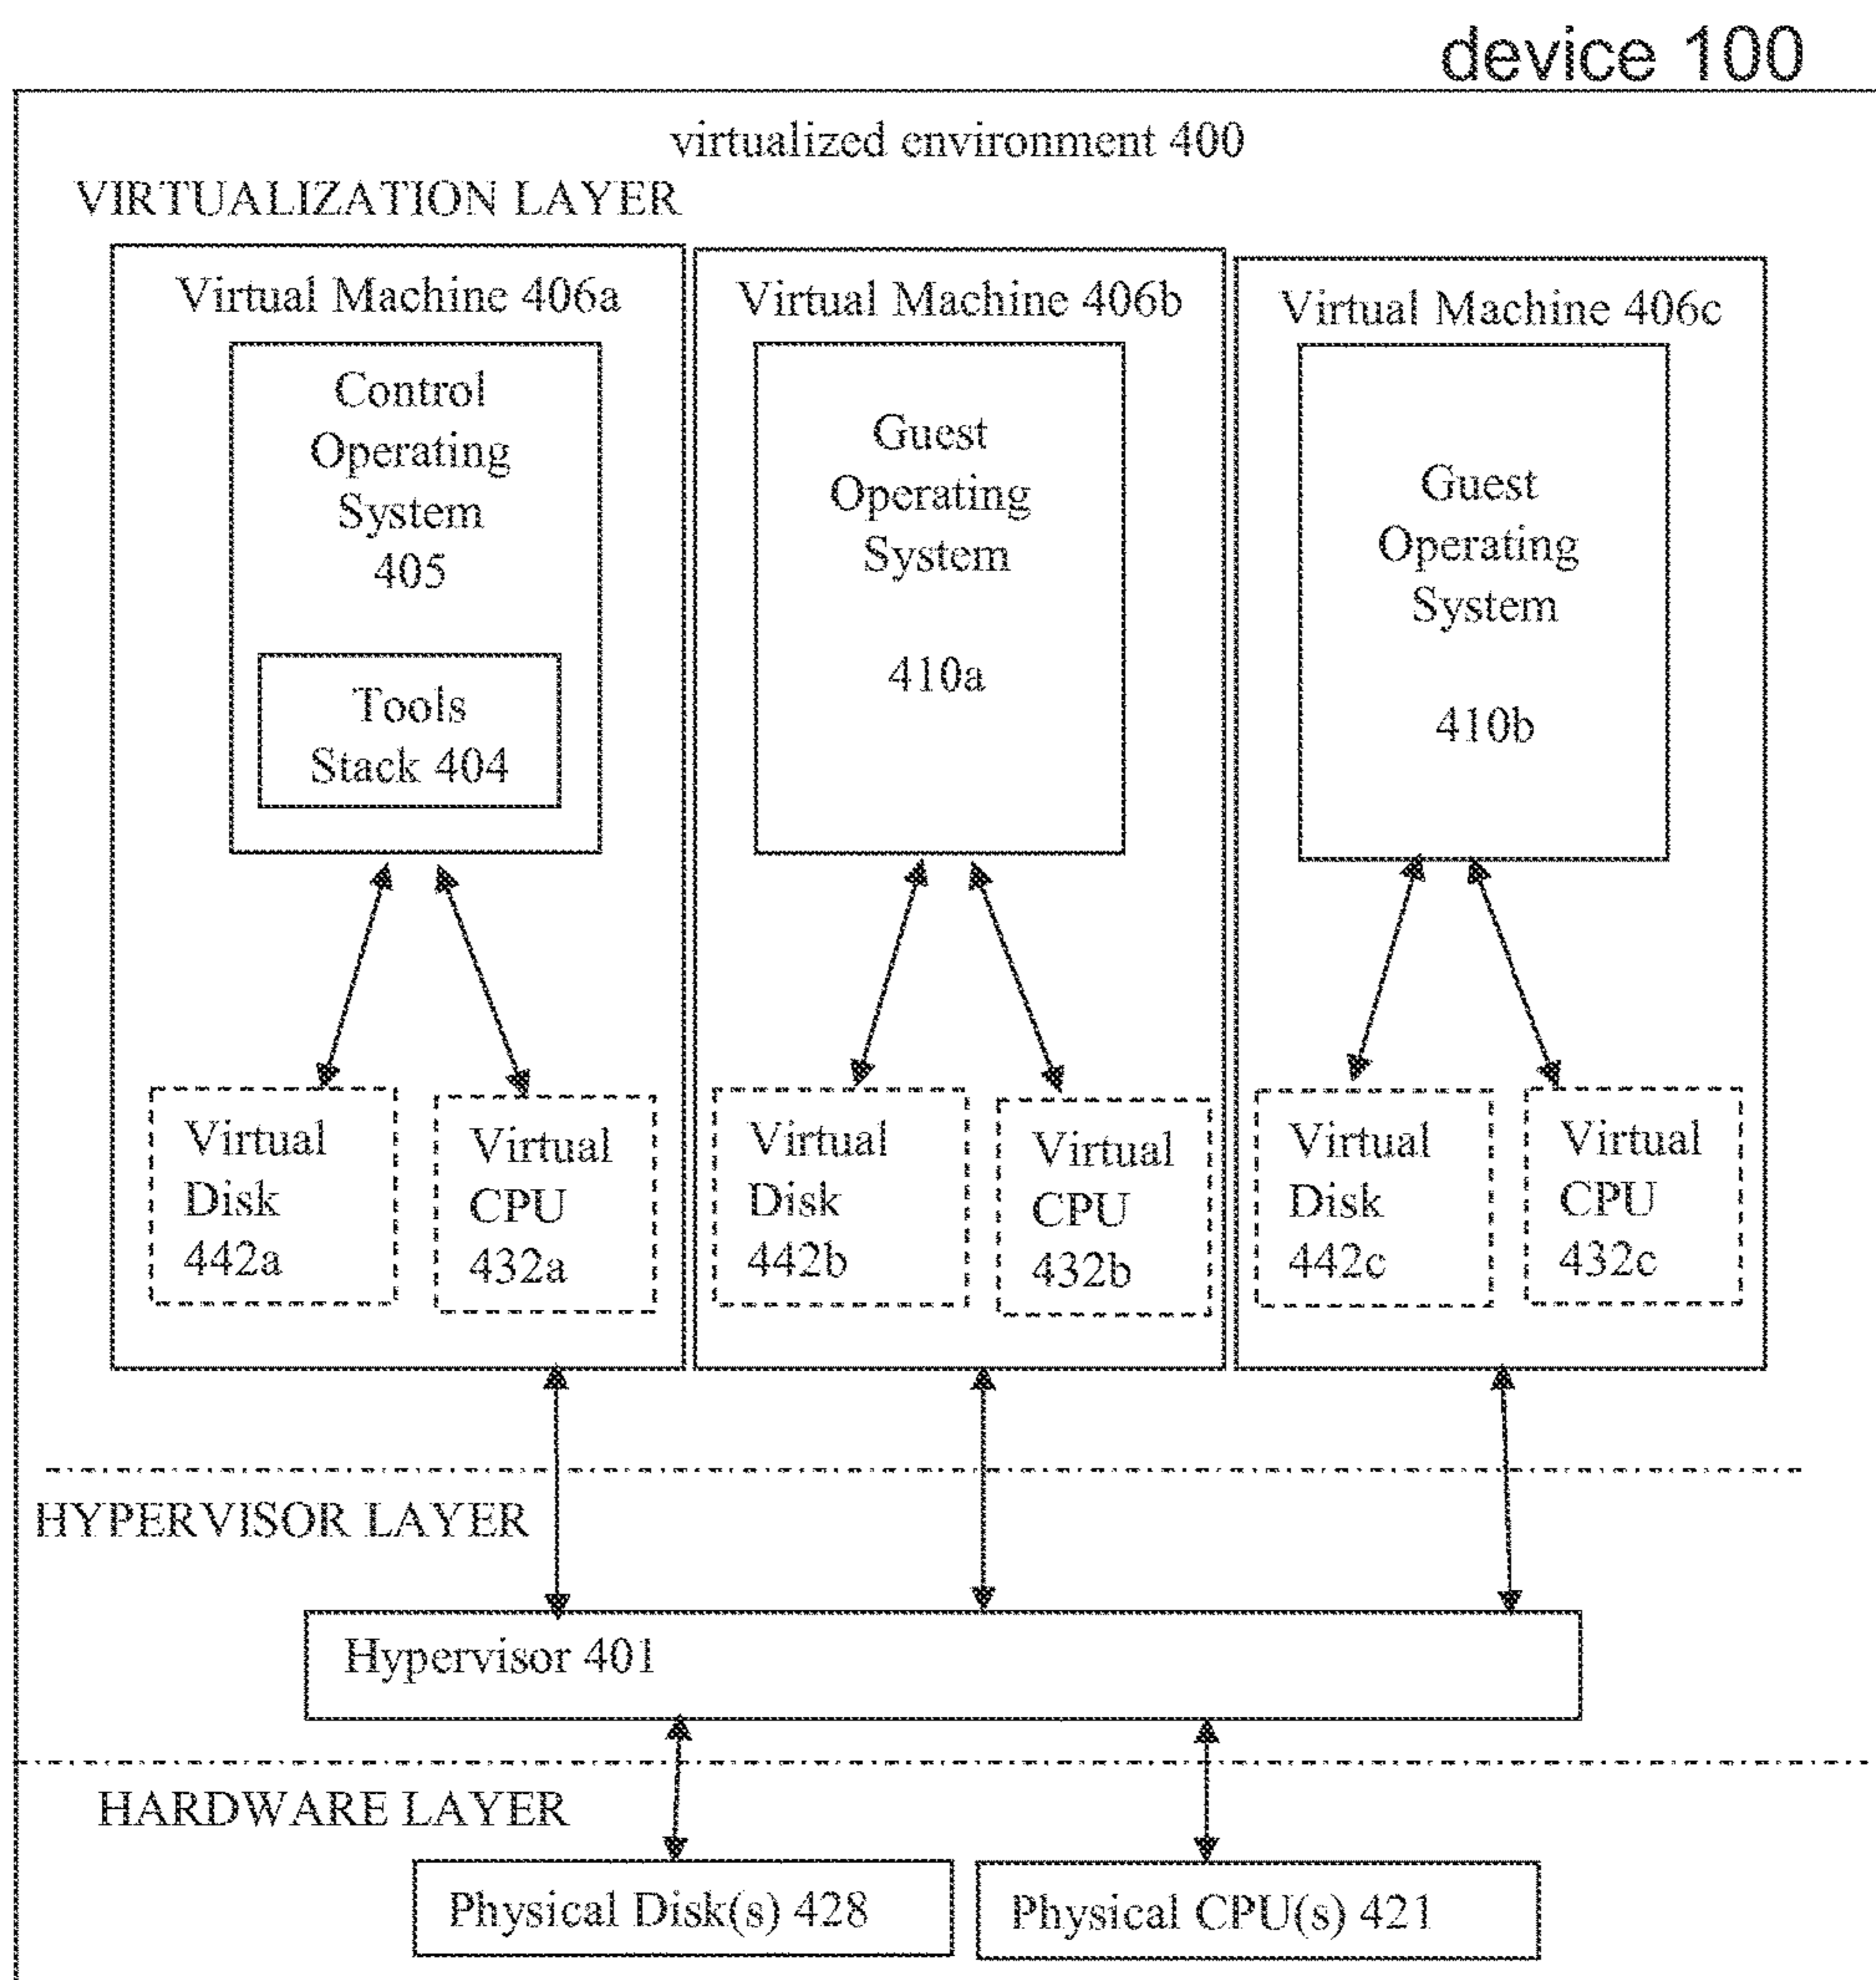 device 100
virtualized environment 400
VIRTUALIZATION LAYER
Virtual Machine 406a
Control
Operating
System
405
Tools
Stack 404
Virtual
Disk
442a
Virtual
CPU
432a
Virtual Machine 406b
Guest
Operating
System
410a
Virtual
Disk
442b
Virtual
CPU
432b
Virtual Machine 406c
Guest
Operating
System
410b
Virtual
Disk
442c
Virtual
CPU
432c
HYPERVISOR LAYER
Hypervisor 401
HARDWARE LAYER
Physical Disk(s) 428
Physical CPU(s) 421